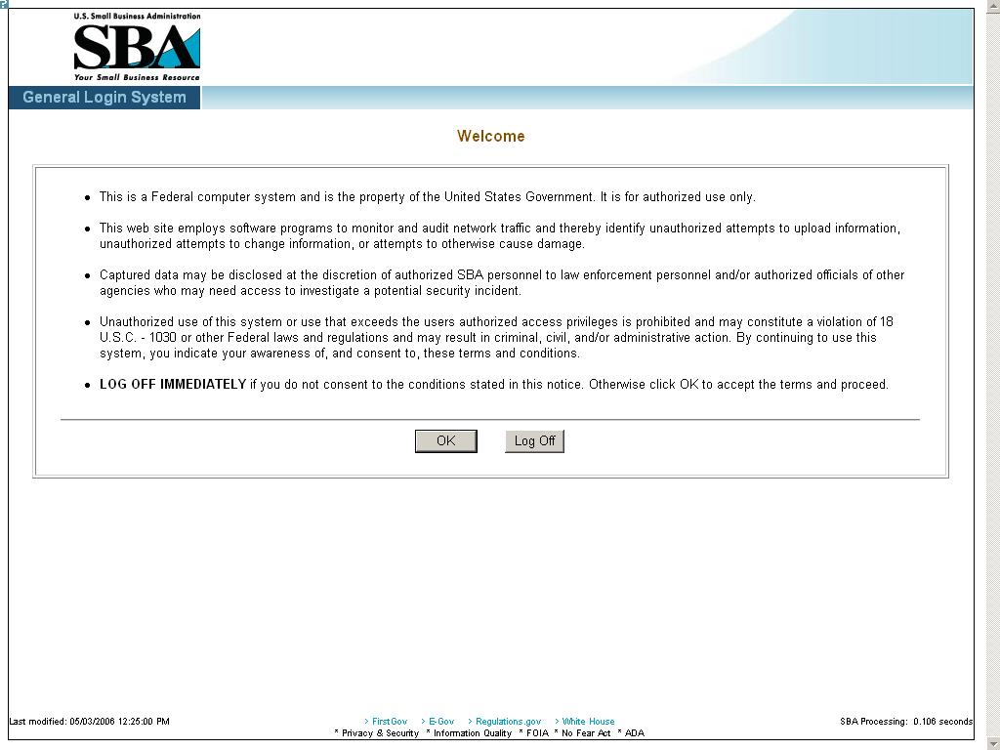 U.S. Small Business Administration
SBA
Your Small Business Resource
General Login System
Welcome
• This is a Federal computer system and is the property of the United States Government. It is for authorized use only.
• This web site employs software programs to monitor and audit network traffic and thereby identify unauthorized attempts to upload information,
unauthorized attempts to change information, or attempts to otherwise cause damage.
• Captured data may be disclosed at the discretion of authorized SBA personnel to law enforcement personnel and/or authorized officials of other
agencies who may need access to investigate a potential security incident.
• Unauthorized use of this system or use that exceeds the users authorized access privileges is prohibited and may constitute a violation of 18
U.S.C. - 1030 or other Federal laws and regulations and may result in criminal, civil, and/or administrative action. By continuing to use this
system, you indicate your awareness of, and consent to, these terms and conditions.
• LOG OFF IMMEDIATELY if you do not consent to the conditions stated in this notice. Otherwise click OK to accept the terms and proceed.
OK Log Off
Last modified: 05/03/2006 12:25:00 PM > FirstGov > E-Gov > Regulations.gov > White House SBA Processing: 0.106 seconds
* Privacy & Security * Information Quality * FOIA * No Fear Act * ADA